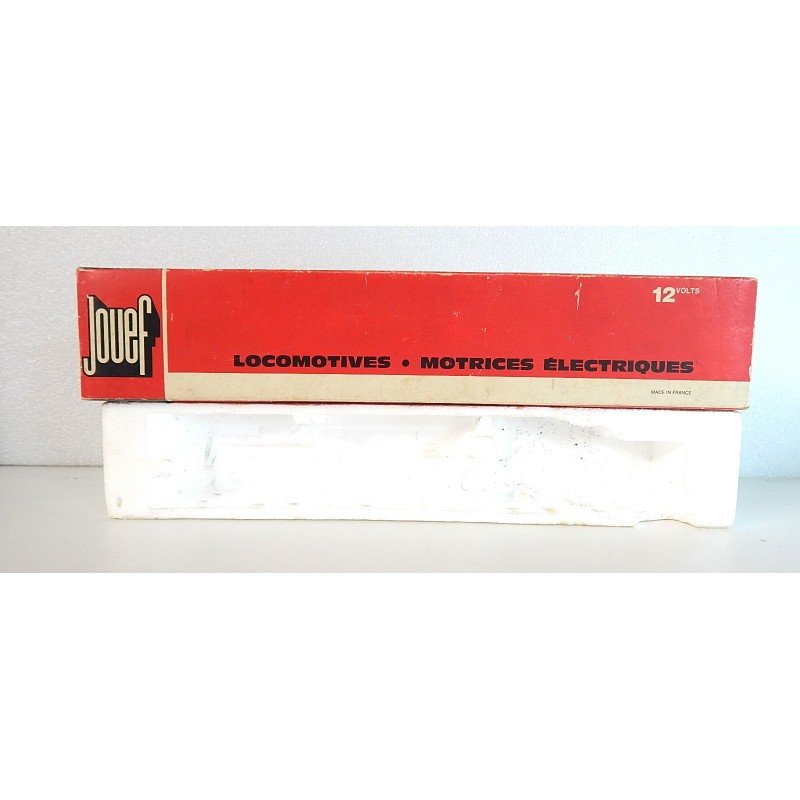 Jouef
12 VOLTS
LOCOMOTIVES • MOTRICES ÉLECTRIQUES
MADE IN FRANCE